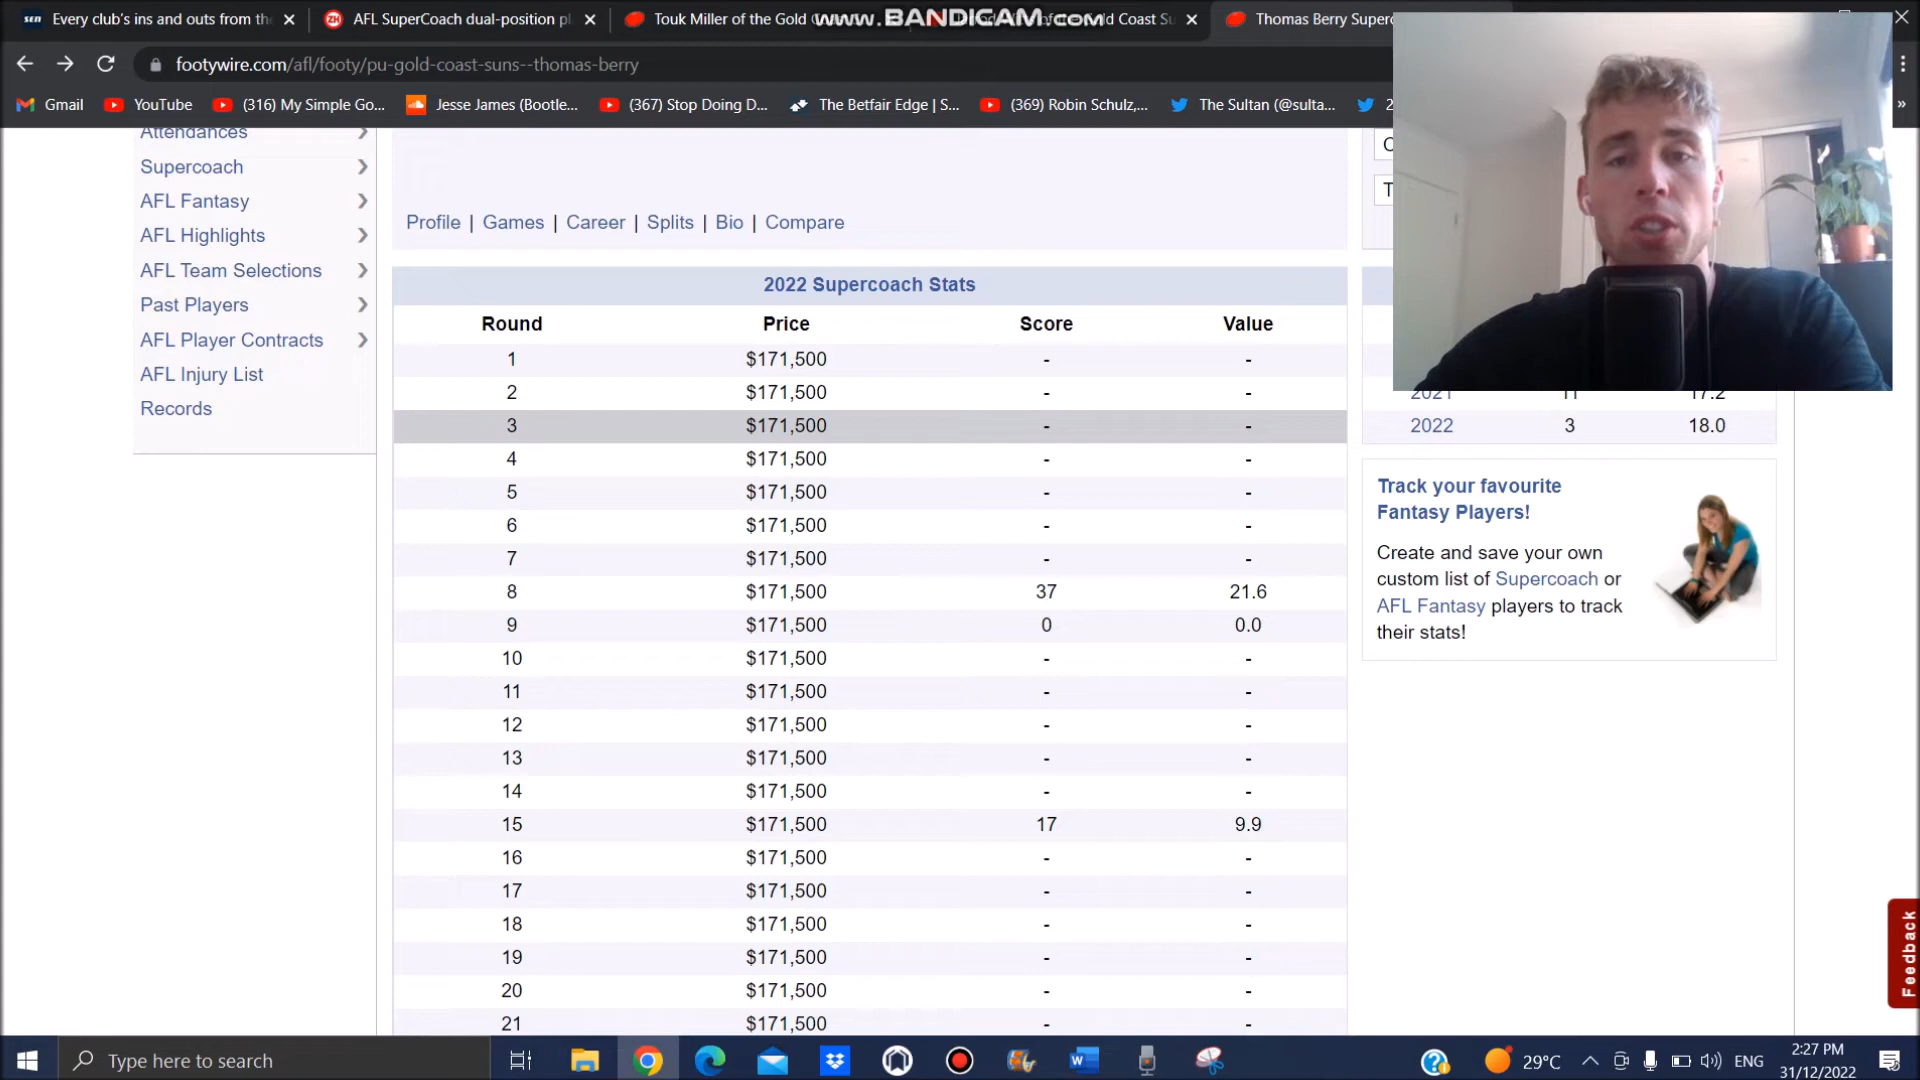 SEN Every club's ins and outs from th
ZH AFL SuperCoach dual-position pl
Touk Miller of the Gold
Gold Coast Su
Thomas Berry Superc
www.BANDICAM.com
footywire.com/afl/footy/pu-gold-coast-suns--thomas-berry
Gmail
YouTube
(316) My Simple Go...
Jesse James (Bootle...
(367) Stop Doing D...
The Betfair Edge | S...
(369) Robin Schulz,...
The Sultan (@sulta...
2
»
Attendances
Supercoach
AFL Fantasy
AFL Highlights
AFL Team Selections
Past Players
AFL Player Contracts
AFL Injury List
Records
Profile | Games | Career | Splits | Bio | Compare
2022 Supercoach Stats
Round Price Score Value
1 $171,500 - -
2 $171,500 - -
3 $171,500 - -
4 $171,500 - -
5 $171,500 - -
6 $171,500 - -
7 $171,500 - -
8 $171,500 37 21.6
9 $171,500 0 0.0
10 $171,500 - -
11 $171,500 - -
12 $171,500 - -
13 $171,500 - -
14 $171,500 - -
15 $171,500 17 9.9
16 $171,500 - -
17 $171,500 - -
18 $171,500 - -
19 $171,500 - -
20 $171,500 - -
21 $171,500 - -
C
T
2021 11 17.2
2022 3 18.0
Track your favourite
Fantasy Players!
Create and save your own
custom list of Supercoach or
AFL Fantasy players to track
their stats!
Feedback
Type here to search
29°C
ENG
2:27 PM
31/12/2022